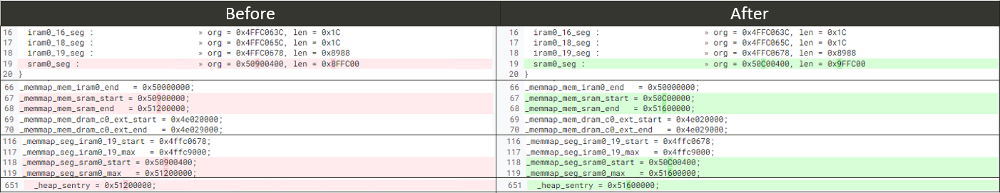 Before
16 iram0_16_seg : » org = 0x4FFC063C, len = 0x1C
17 iram0_18_seg : » org = 0x4FFC065C, len = 0x1C
18 iram0_19_seg : » org = 0x4FFC0678, len = 0x8988
19 sram0_seg : » org = 0x50900400, len = 0x8FFC00
20 }
66 _memmap_mem_iram0_end = 0x50000000;
67 _memmap_mem_sram_start = 0x50900000;
68 _memmap_mem_sram_end = 0x51200000;
69 _memmap_mem_dram_c0_ext_start = 0x4e020000;
70 _memmap_mem_dram_c0_ext_end = 0x4e029000;
116 _memmap_seg_iram0_19_start = 0x4ffc0678;
117 _memmap_seg_iram0_19_max = 0x4ffc9000;
118 _memmap_seg_sram0_start = 0x50900400;
119 _memmap_seg_sram0_max = 0x51200000;
651 _heap_sentry = 0x51200000;
After
16 iram0_16_seg : » org = 0x4FFC063C, len = 0x1C
17 iram0_18_seg : » org = 0x4FFC065C, len = 0x1C
18 iram0_19_seg : » org = 0x4FFC0678, len = 0x8988
19 sram0_seg : » org = 0x50C00400, len = 0x9FFC00
20 }
66 _memmap_mem_iram0_end = 0x50000000;
67 _memmap_mem_sram_start = 0x50C00000;
68 _memmap_mem_sram_end = 0x51600000;
69 _memmap_mem_dram_c0_ext_start = 0x4e020000;
70 _memmap_mem_dram_c0_ext_end = 0x4e029000;
116 _memmap_seg_iram0_19_start = 0x4ffc0678;
117 _memmap_seg_iram0_19_max = 0x4ffc9000;
118 _memmap_seg_sram0_start = 0x50C00400;
119 _memmap_seg_sram0_max = 0x51600000;
651 _heap_sentry = 0x51600000;